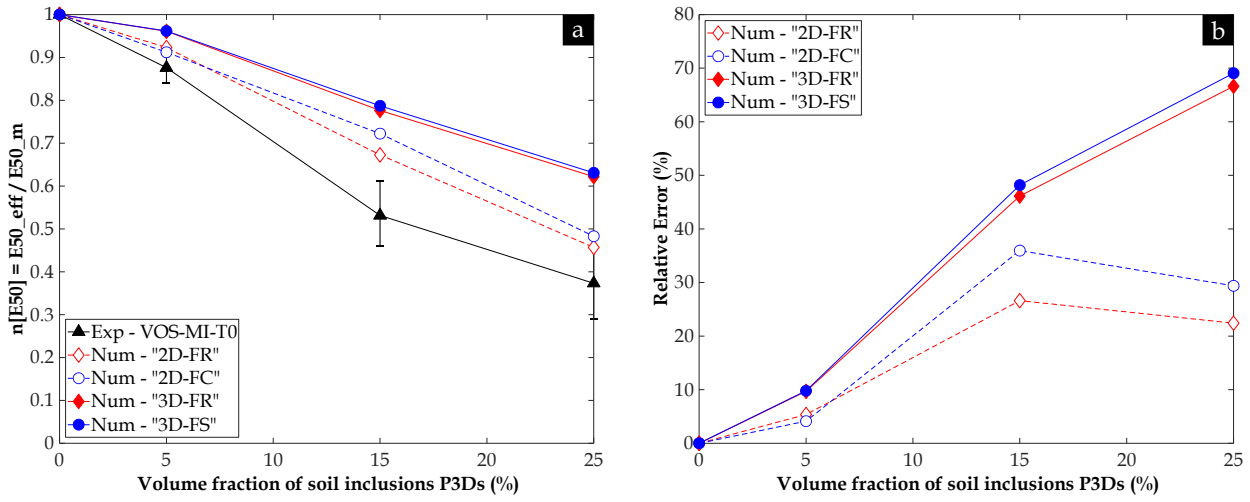 a
1
0.9
0.8
0.7
0.6
0.5
0.4
0.3
0.2
0.1
0
n[E50] = E50_eff / E50_m
Exp - VOS-MI-T0
Num - "2D-FR"
Num - "2D-FC"
Num - "3D-FR"
Num - "3D-FS"
0 5 10 15 20 25
Volume fraction of soil inclusions P3Ds (%)
b
80
70
60
50
40
30
20
10
0
Relative Error (%)
Num - "2D-FR"
Num - "2D-FC"
Num - "3D-FR"
Num - "3D-FS"
0 5 10 15 20 25
Volume fraction of soil inclusions P3Ds (%)